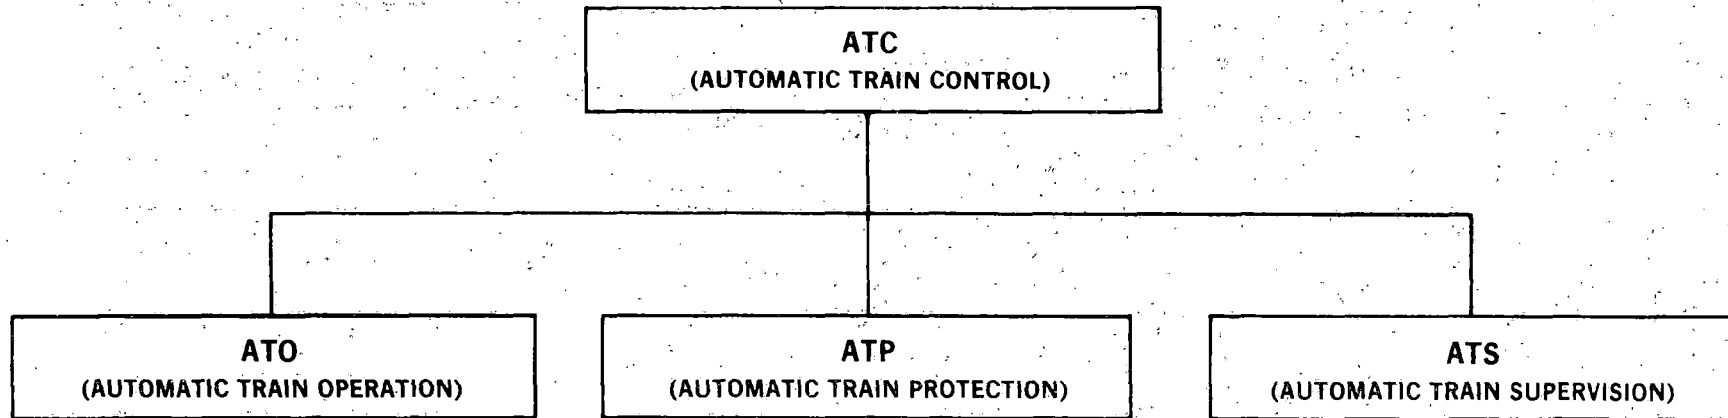 ATC
(AUTOMATIC TRAIN CONTROL)
ATO
(AUTOMATIC TRAIN OPERATION)
ATP
(AUTOMATIC TRAIN PROTECTION)
ATS
(AUTOMATIC TRAIN SUPERVISION)